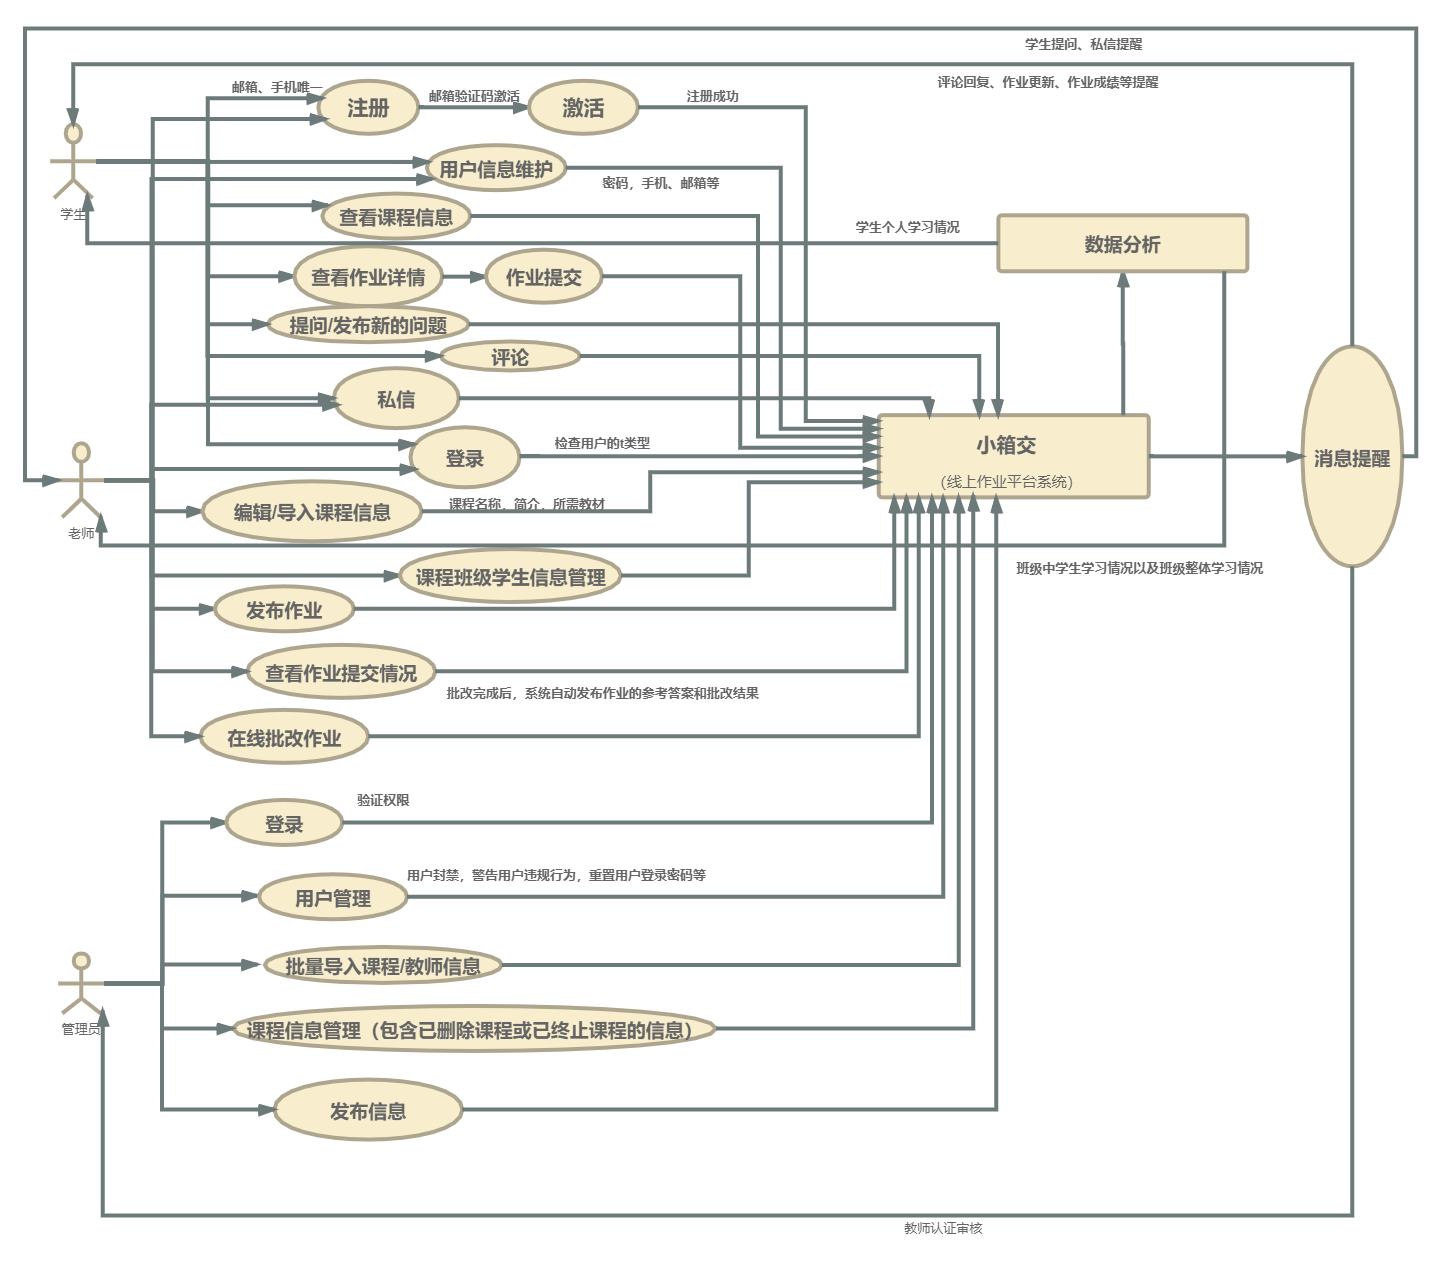 学生提问、私信提醒
评论回复、作业更新、作业成绩等提醒
邮箱、手机唯一
注册
邮箱验证码激活
激活
注册成功
用户信息维护
密码，手机、邮箱等
学生
查看课程信息
学生个人学习情况
数据分析
查看作业详情
作业提交
提问/发布新的问题
评论
私信
登录
检查用户的t类型
小箱交
（线上作业平台系统）
消息提醒
老师
编辑/导入课程信息
课程名称，简介，所需教材
课程班级学生信息管理
班级中学生学习情况以及班级整体学习情况
发布作业
查看作业提交情况
批改完成后，系统自动发布作业的参考答案和批改结果
在线批改作业
验证权限
登录
用户封禁，警告用户违规行为，重置用户登录密码等
用户管理
批量导入课程/教师信息
管理员
课程信息管理（包含已删除课程或已终止课程的信息）
发布信息
教师认证审核